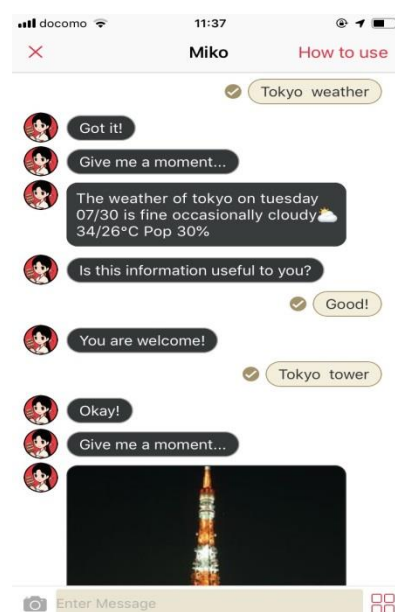 docomo 11:37
Miko How to use
Tokyo weather
Got it!
Give me a moment...
The weather of tokyo on tuesday
07/30 is fine occasionally cloudy
34/26°C Pop 30%
Is this information useful to you?
Good!
You are welcome!
Tokyo tower
Okay!
Give me a moment...
Enter Message